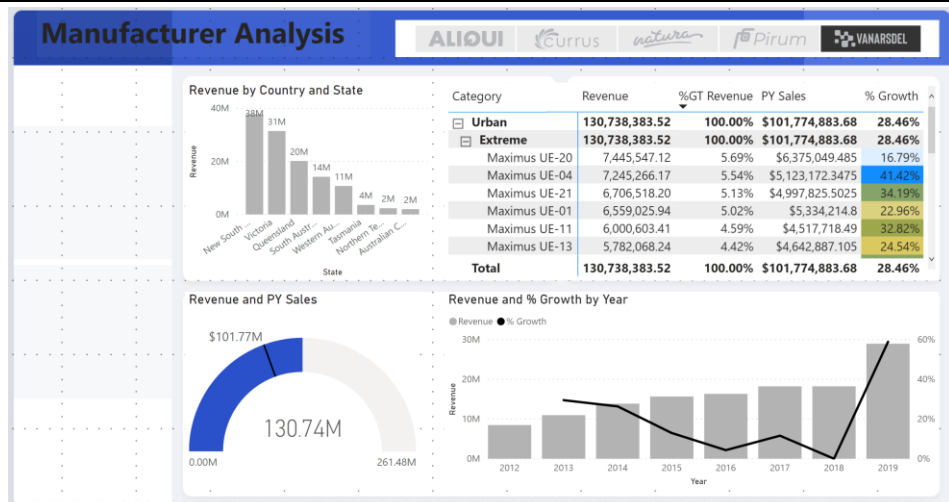 Manufacturer Analysis
ALIQUI
Currus
natura
Pirum
VANARSDEL
Revenue by Country and State
40M
20M
0M
Revenue
38M
31M
20M
14M
11M
4M
2M
2M
New South ...
Victoria
Queensland
South Austr...
Western Au...
Tasmania
Northern Te...
Australian C...
State
Category Revenue %GT Revenue PY Sales % Growth
Urban 130,738,383.52 100.00% $101,774,883.68 28.46%
Extreme 130,738,383.52 100.00% $101,774,883.68 28.46%
Maximus UE-20 7,445,547.12 5.69% $6,375,049.485 16.79%
Maximus UE-04 7,245,266.17 5.54% $5,123,172.3475 41.42%
Maximus UE-21 6,706,518.20 5.13% $4,997,825.5025 34.19%
Maximus UE-01 6,559,025.94 5.02% $5,334,214.8 22.96%
Maximus UE-11 6,000,603.41 4.59% $4,517,718.49 32.82%
Maximus UE-13 5,782,068.24 4.42% $4,642,887.105 24.54%
Total 130,738,383.52 100.00% $101,774,883.68 28.46%
Revenue and PY Sales
$101.77M
130.74M
0.00M
261.48M
Revenue and % Growth by Year
Revenue % Growth
30M
20M
10M
0M
Revenue
60%
40%
20%
0%
2012 2013 2014 2015 2016 2017 2018 2019
Year